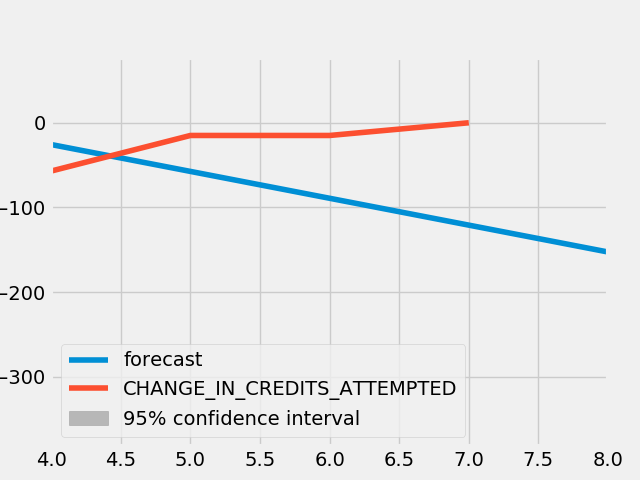 0
−100
−200
−300
forecast
CHANGE_IN_CREDITS_ATTEMPTED
95% confidence interval
4.0 4.5 5.0 5.5 6.0 6.5 7.0 7.5 8.0